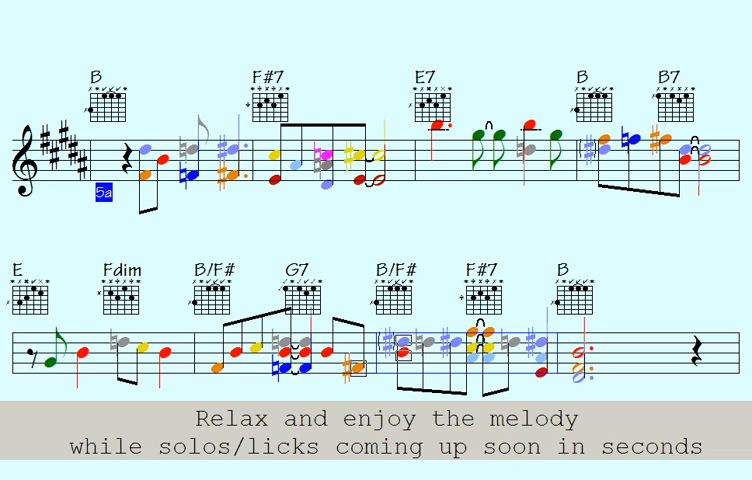 B F#7 E7 B B7
5a
E Fdim B/F# G7 B/F# F#7 B
Relax and enjoy the melody
while solos/licks coming up soon in seconds